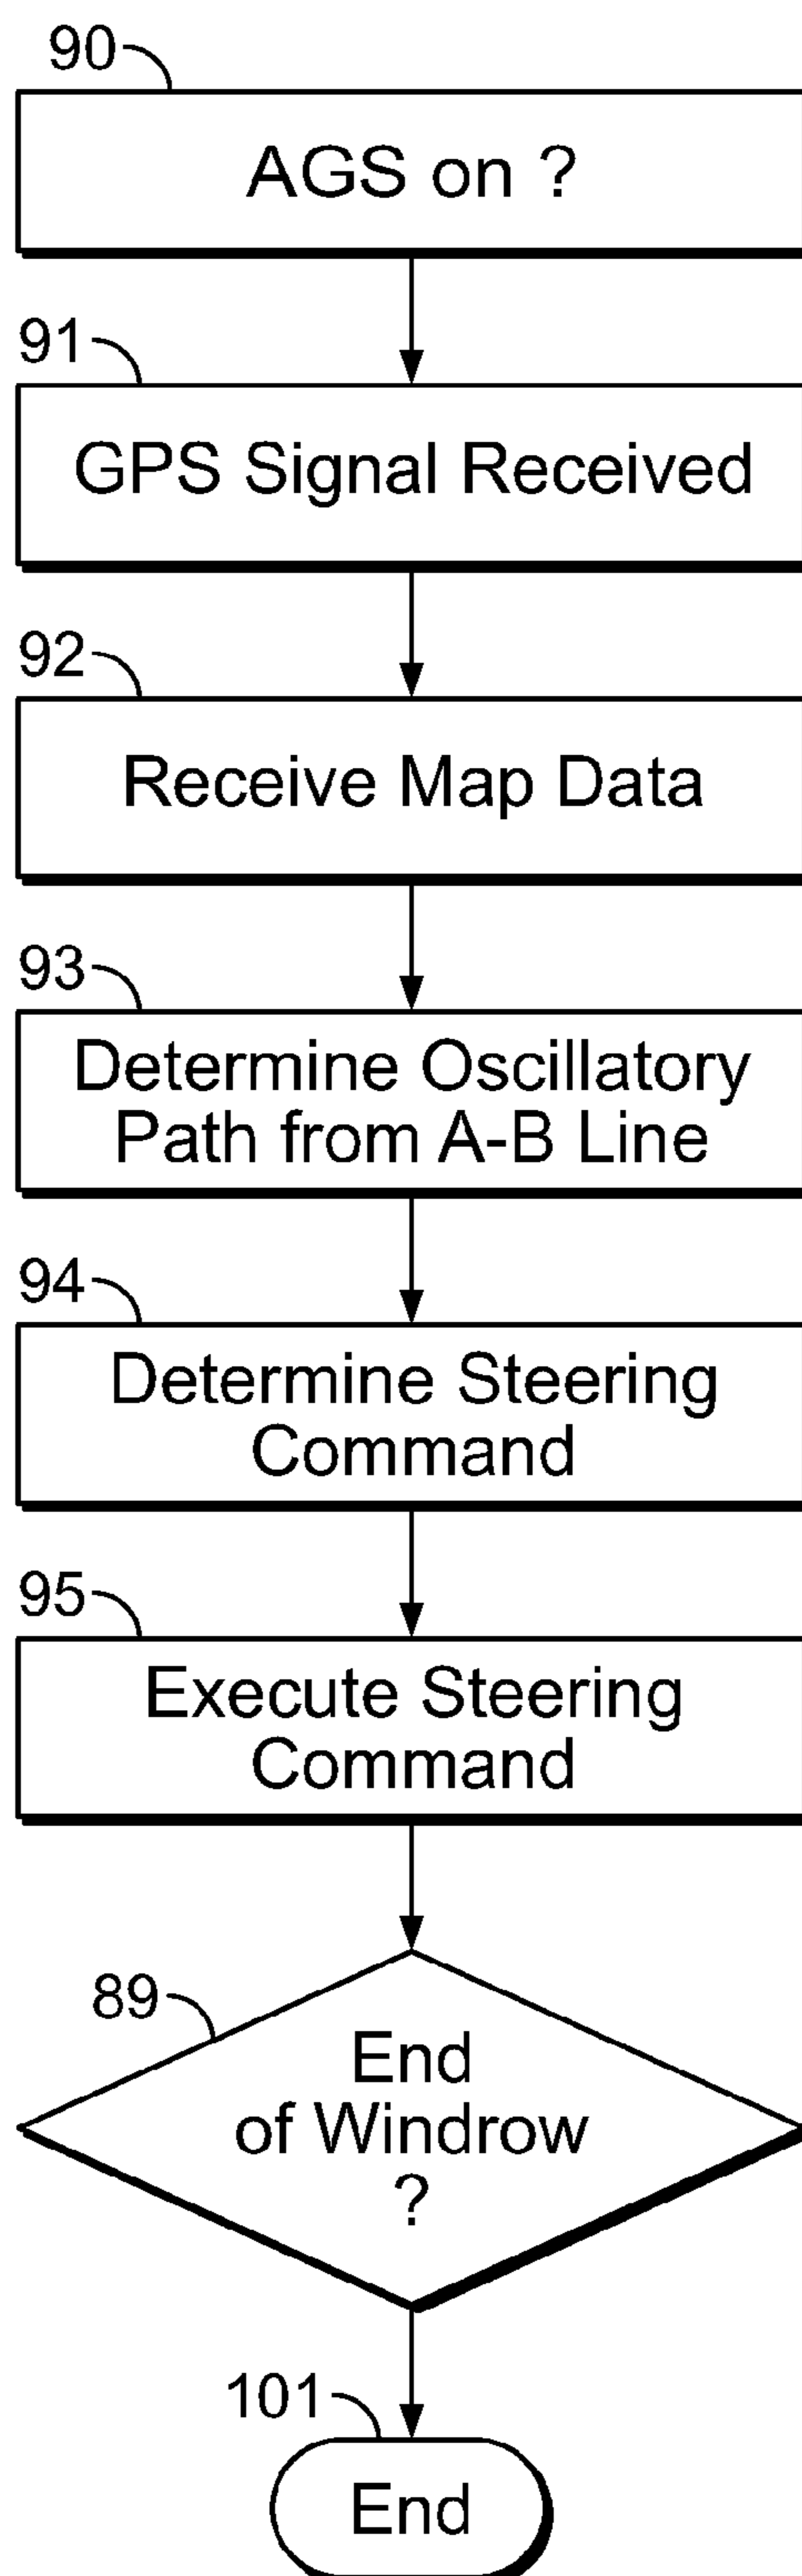 90
AGS on ?
91
GPS Signal Received
92
Receive Map Data
93
Determine Oscillatory
Path from A-B Line
94
Determine Steering
Command
95
Execute Steering
Command
89
End
of Windrow
?
101
End